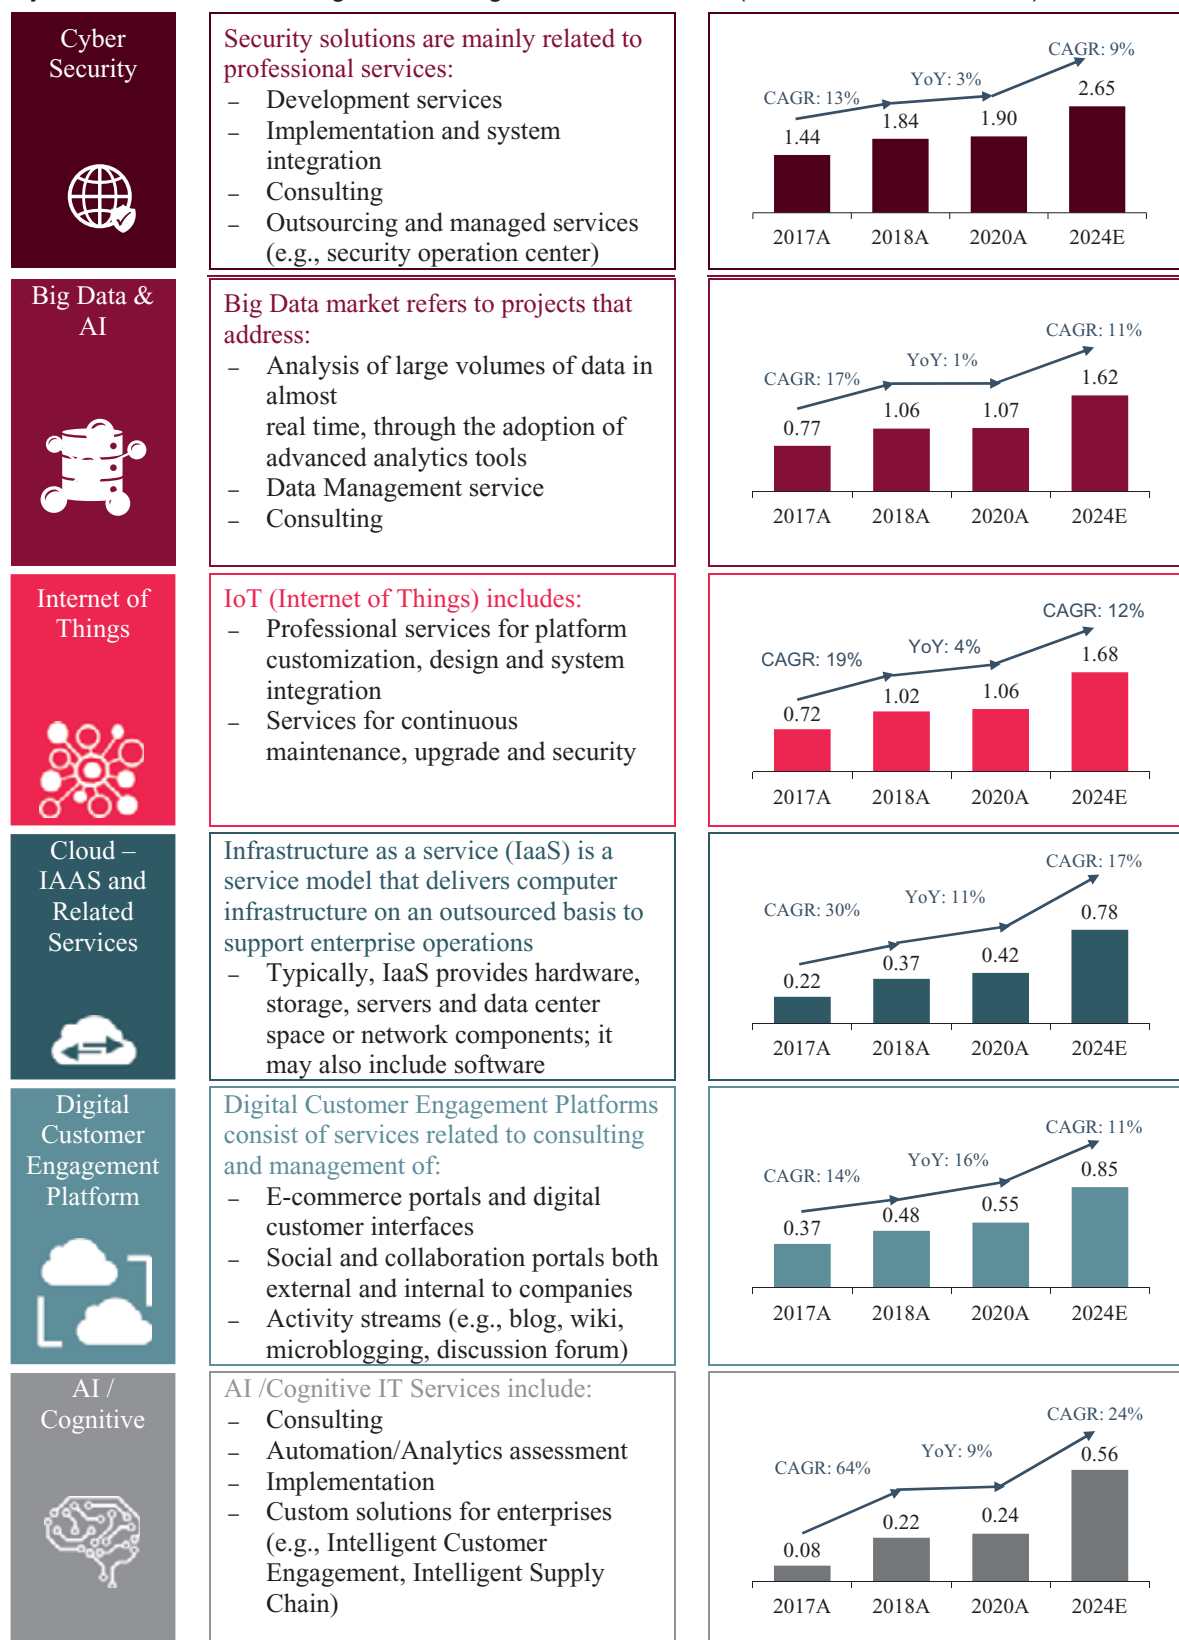 Cyber
Security
Security solutions are mainly related to
professional services:
– Development services
– Implementation and system
integration
– Consulting
– Outsourcing and managed services
(e.g., security operation center)
CAGR: 13%
YoY: 3%
CAGR: 9%
1.44
1.84
1.90
2.65
2017A 2018A 2020A 2024E
Big Data &
AI
Big Data market refers to projects that
address:
– Analysis of large volumes of data in
almost
real time, through the adoption of
advanced analytics tools
– Data Management service
– Consulting
CAGR: 17%
YoY: 1%
CAGR: 11%
0.77
1.06
1.07
1.62
2017A 2018A 2020A 2024E
Internet of
Things
IoT (Internet of Things) includes:
– Professional services for platform
customization, design and system
integration
– Services for continuous
maintenance, upgrade and security
CAGR: 19%
YoY: 4%
CAGR: 12%
0.72
1.02
1.06
1.68
2017A 2018A 2020A 2024E
Cloud –
IAAS and
Related
Services
Infrastructure as a service (IaaS) is a
service model that delivers computer
infrastructure on an outsourced basis to
support enterprise operations
– Typically, IaaS provides hardware,
storage, servers and data center
space or network components; it
may also include software
CAGR: 30%
YoY: 11%
CAGR: 17%
0.22
0.37
0.42
0.78
2017A 2018A 2020A 2024E
Digital
Customer
Engagement
Platform
Digital Customer Engagement Platforms
consist of services related to consulting
and management of:
– E-commerce portals and digital
customer interfaces
– Social and collaboration portals both
external and internal to companies
– Activity streams (e.g., blog, wiki,
microblogging, discussion forum)
CAGR: 14%
YoY: 16%
CAGR: 11%
0.37
0.48
0.55
0.85
2017A 2018A 2020A 2024E
AI /
Cognitive
AI /Cognitive IT Services include:
– Consulting
– Automation/Analytics assessment
– Implementation
– Custom solutions for enterprises
(e.g., Intelligent Customer
Engagement, Intelligent Supply
Chain)
CAGR: 64%
YoY: 9%
CAGR: 24%
0.08
0.22
0.24
0.56
2017A 2018A 2020A 2024E